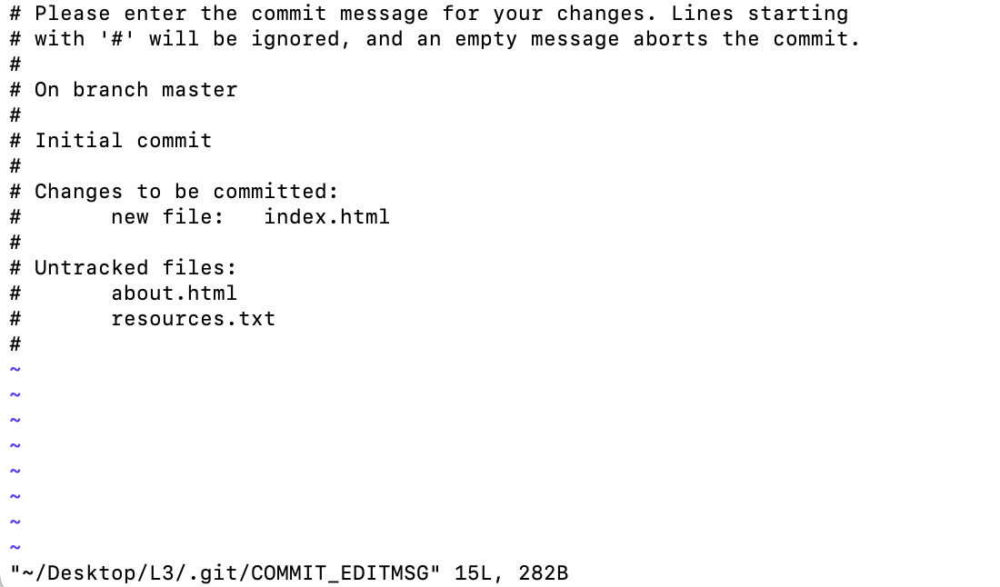 # Please enter the commit message for your changes. Lines starting
# with '#' will be ignored, and an empty message aborts the commit.
#
# On branch master
#
# Initial commit
#
# Changes to be committed:
#       new file:   index.html
#
# Untracked files:
#       about.html
#       resources.txt
#
~
~
~
~
~
~
~
~
"~/Desktop/L3/.git/COMMIT_EDITMSG" 15L, 282B